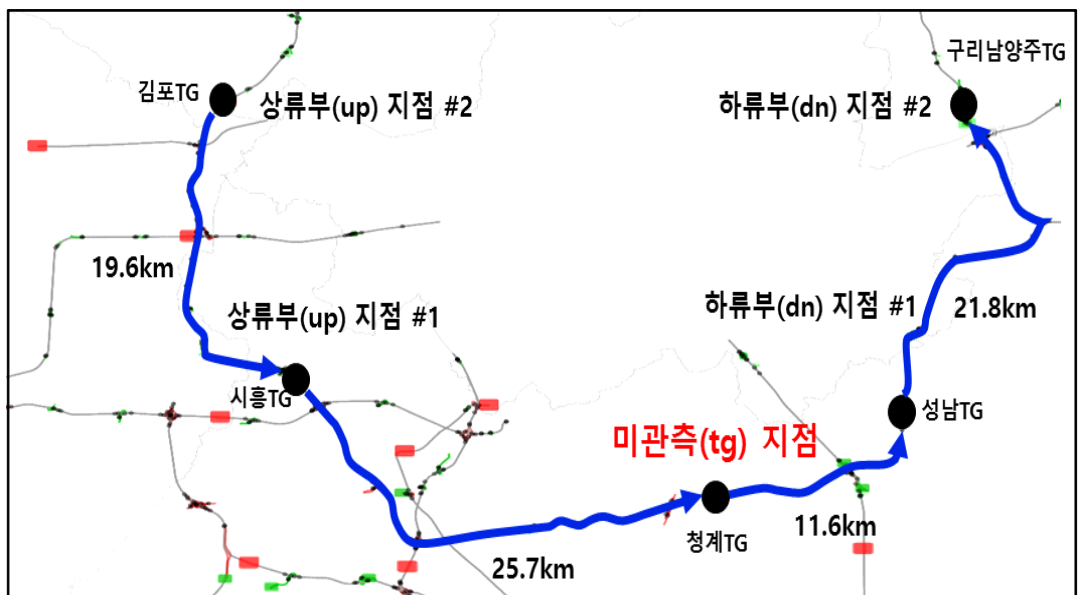 구리남양주TG
김포TG
상류부(up) 지점 #2
하류부(dn) 지점 #2
19.6km
상류부(up) 지점 #1
하류부(dn) 지점 #1
21.8km
시흥TG
성남TG
미관측(tg) 지점
11.6km
청계TG
25.7km